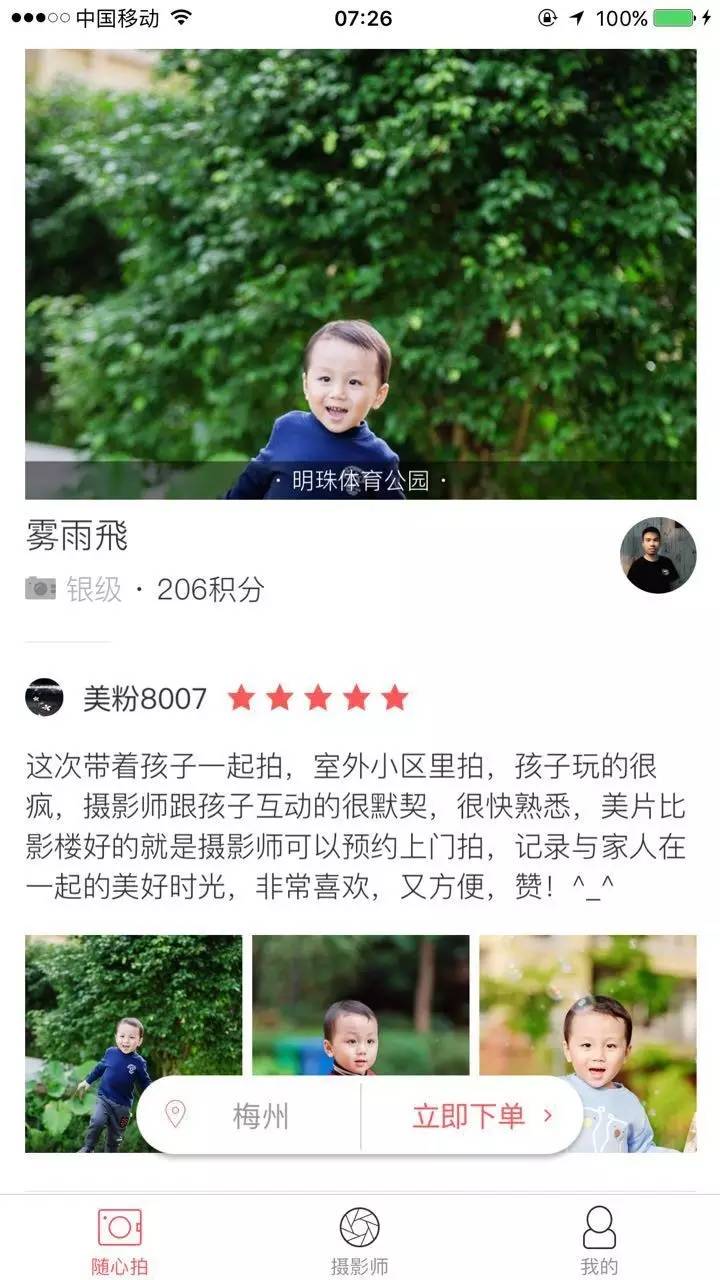 中国移动 07:26 100%
· 明珠体育公园 ·
雾雨飛
银级 · 206积分
美粉8007
这次带着孩子一起拍，室外小区里拍，孩子玩的很
疯，摄影师跟孩子互动的很默契，很快熟悉，美片比
影楼好的就是摄影师可以预约上门拍，记录与家人在
一起的美好时光，非常喜欢，又方便，赞！^_^
梅州 立即下单 >
随心拍 摄影师 我的